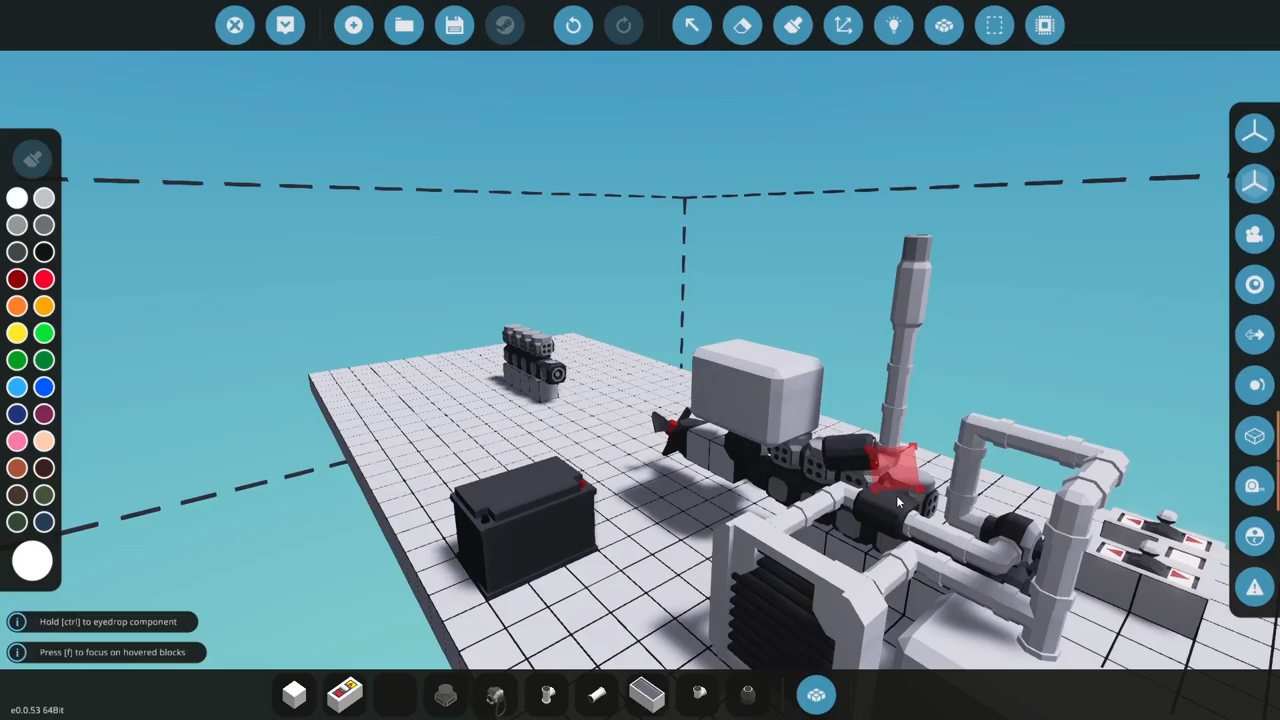 Hold [ctrl] to eyedrop component
Press [f] to focus on hovered blocks
e0.0.53 64Bit